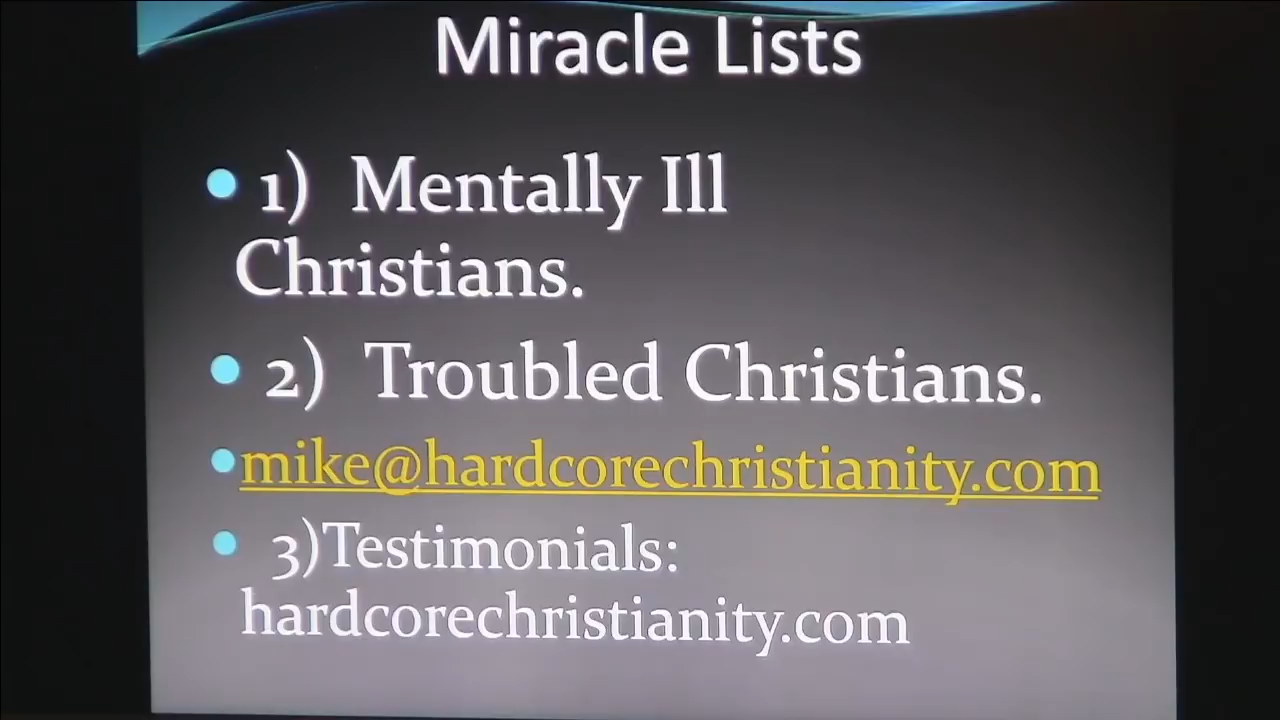 Miracle Lists
• 1) Mentally Ill
Christians.
• 2) Troubled Christians.
• mike@hardcorechristianity.com
• 3)Testimonials:
hardcorechristianity.com